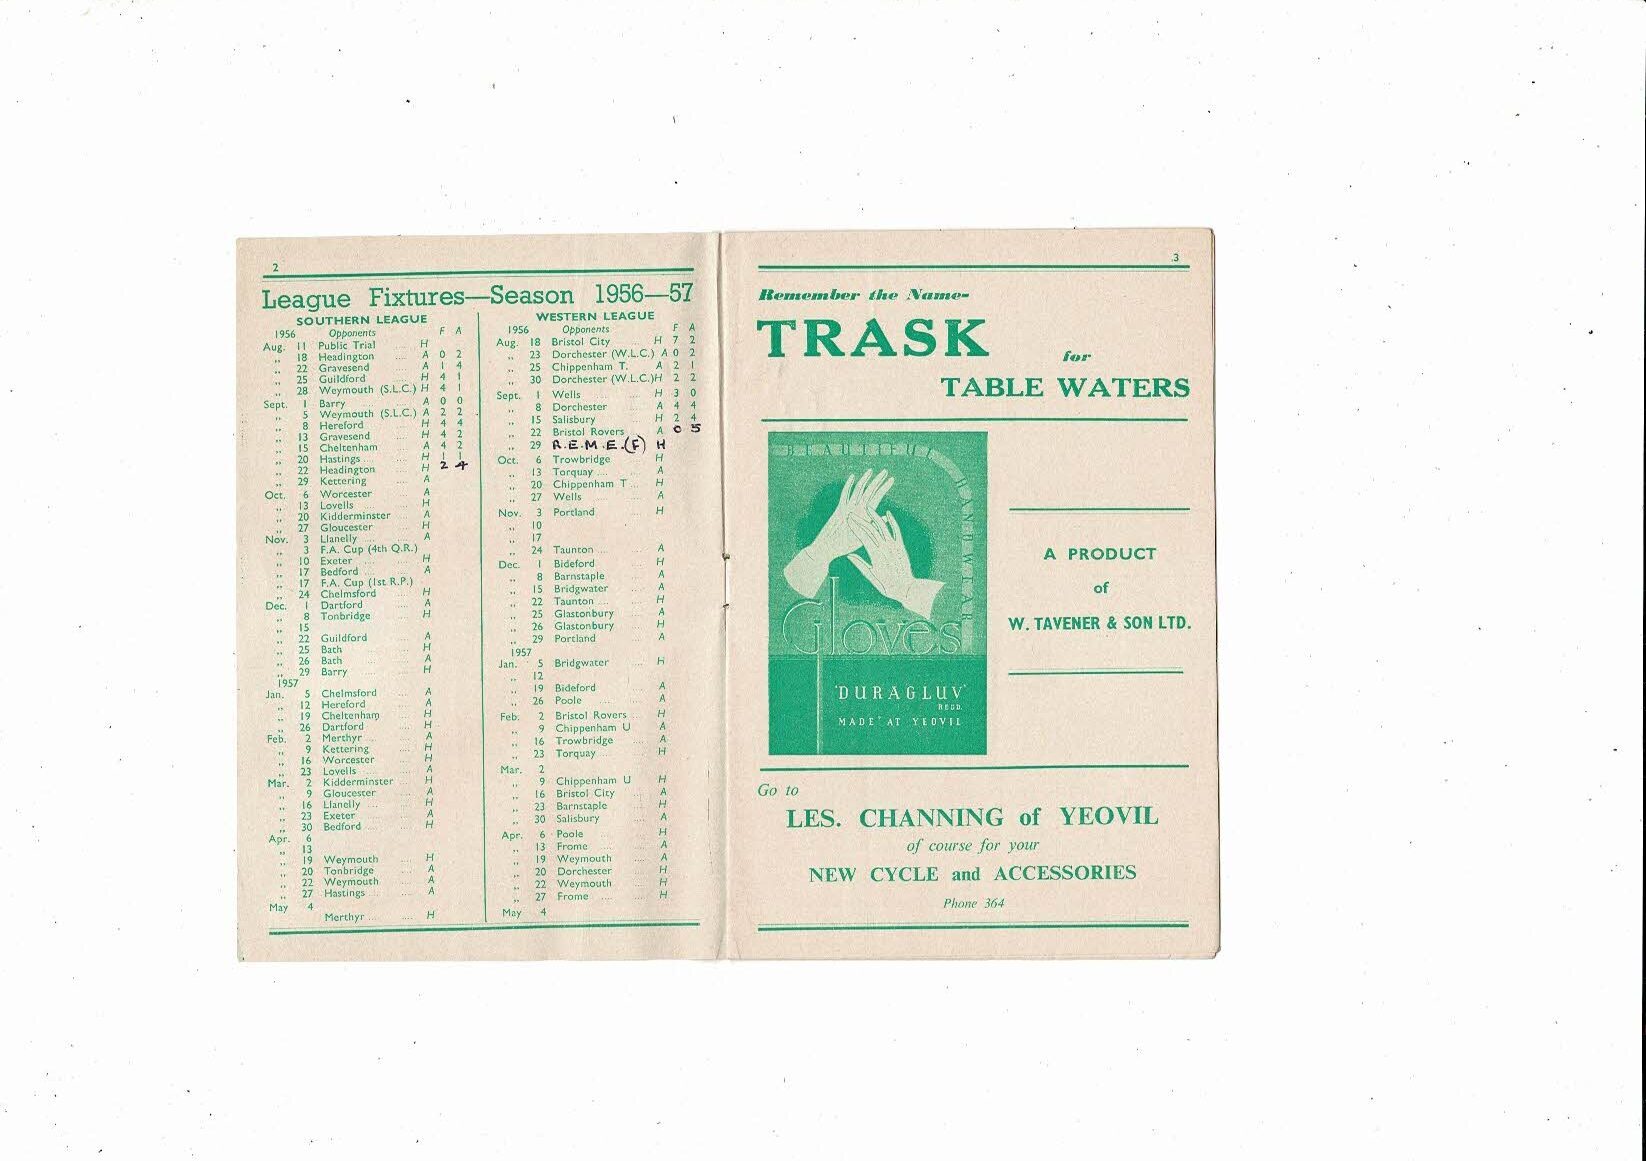 2
League Fixtures—Season 1956—57
SOUTHERN LEAGUE
1956 Opponents F A
Aug. 11 Public Trial .... H
„ 18 Headington .... A 0 2
„ 22 Gravesend .... A 1 4
„ 25 Guildford .... H 4 1
„ 28 Weymouth (S.L.C.) H 4 1
Sept. 1 Barry .... A 0 0
„ 5 Weymouth (S.L.C.) A 2 2
„ 8 Hereford .... H 4 4
„ 13 Gravesend .... H 4 2
„ 15 Cheltenham .... A 4 2
„ 20 Hastings .... H 1 1
„ 22 Headington .... H 2 4
„ 29 Kettering .... A
Oct. 6 Worcester .... A
„ 13 Lovells .... H
„ 20 Kidderminster .... A
„ 27 Gloucester .... H
Nov. 3 Llanelly .... A
„ 3 F.A. Cup (4th Q.R.)
„ 10 Exeter .... H
„ 17 Bedford .... A
„ 17 F.A. Cup (1st R.P.)
„ 24 Chelmsford .... H
Dec. 1 Dartford .... A
„ 8 Tonbridge .... H
„ 15
„ 22 Guildford .... A
„ 25 Bath .... H
„ 26 Bath .... A
„ 29 Barry .... H
1957
Jan. 5 Chelmsford .... A
„ 12 Hereford .... A
„ 19 Cheltenham .... H
„ 26 Dartford .... H
Feb. 2 Merthyr .... A
„ 9 Kettering .... H
„ 16 Worcester .... H
„ 23 Lovells .... A
Mar. 2 Kidderminster .... H
„ 9 Gloucester .... A
„ 16 Llanelly .... H
„ 23 Exeter .... A
„ 30 Bedford .... H
Apr. 6
„ 13
„ 19 Weymouth .... H
„ 20 Tonbridge .... A
„ 22 Weymouth .... A
„ 27 Hastings .... A
May 4
Merthyr .... H
WESTERN LEAGUE
1956 Opponents F A
Aug. 18 Bristol City .... H 7 2
„ 23 Dorchester (W.L.C.) A 0 2
„ 25 Chippenham T. A 2 1
„ 30 Dorchester (W.L.C.) H 2 2
Sept. 1 Wells .... H 3 0
„ 8 Dorchester .... A 4 4
„ 15 Salisbury .... H 2 4
„ 22 Bristol Rovers .... A 0 5
„ 29 R.E.M.E.(F) H
Oct. 6 Trowbridge .... H
„ 13 Torquay .... A
„ 20 Chippenham T .... H
„ 27 Wells .... A
Nov. 3 Portland .... H
„ 10
„ 17
„ 24 Taunton .... A
Dec. 1 Bideford .... H
„ 8 Barnstaple .... A
„ 15 Bridgwater .... A
„ 22 Taunton .... H
„ 25 Glastonbury .... A
„ 26 Glastonbury .... H
„ 29 Portland .... A
1957
Jan. 5 Bridgwater .... H
„ 12
„ 19 Bideford .... A
„ 26 Poole .... A
Feb. 2 Bristol Rovers .... H
„ 9 Chippenham U A
„ 16 Trowbridge .... A
„ 23 Torquay .... H
Mar. 2
„ 9 Chippenham U H
„ 16 Bristol City .... A
„ 23 Barnstaple .... H
„ 30 Salisbury .... A
Apr. 6 Poole .... H
„ 13 Frome .... A
„ 19 Weymouth .... A
„ 20 Dorchester .... H
„ 22 Weymouth .... H
„ 27 Frome .... H
May 4
3
Remember the Name-
TRASK
for
TABLE WATERS
BEAUTIFUL HANDWEAR
Gloves
'DURAGLUV'
REGD.
MADE AT YEOVIL
A PRODUCT
of
W. TAVENER & SON LTD.
Go to
LES. CHANNING of YEOVIL
of course for your
NEW CYCLE and ACCESSORIES
Phone 364